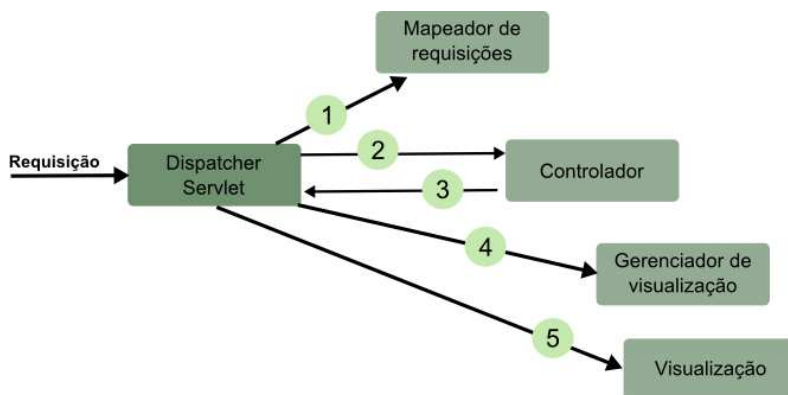 Mapeador de
requisições
1
2
Requisição
Dispatcher
Servlet
3
Controlador
4
Gerenciador de
visualização
5
Visualização